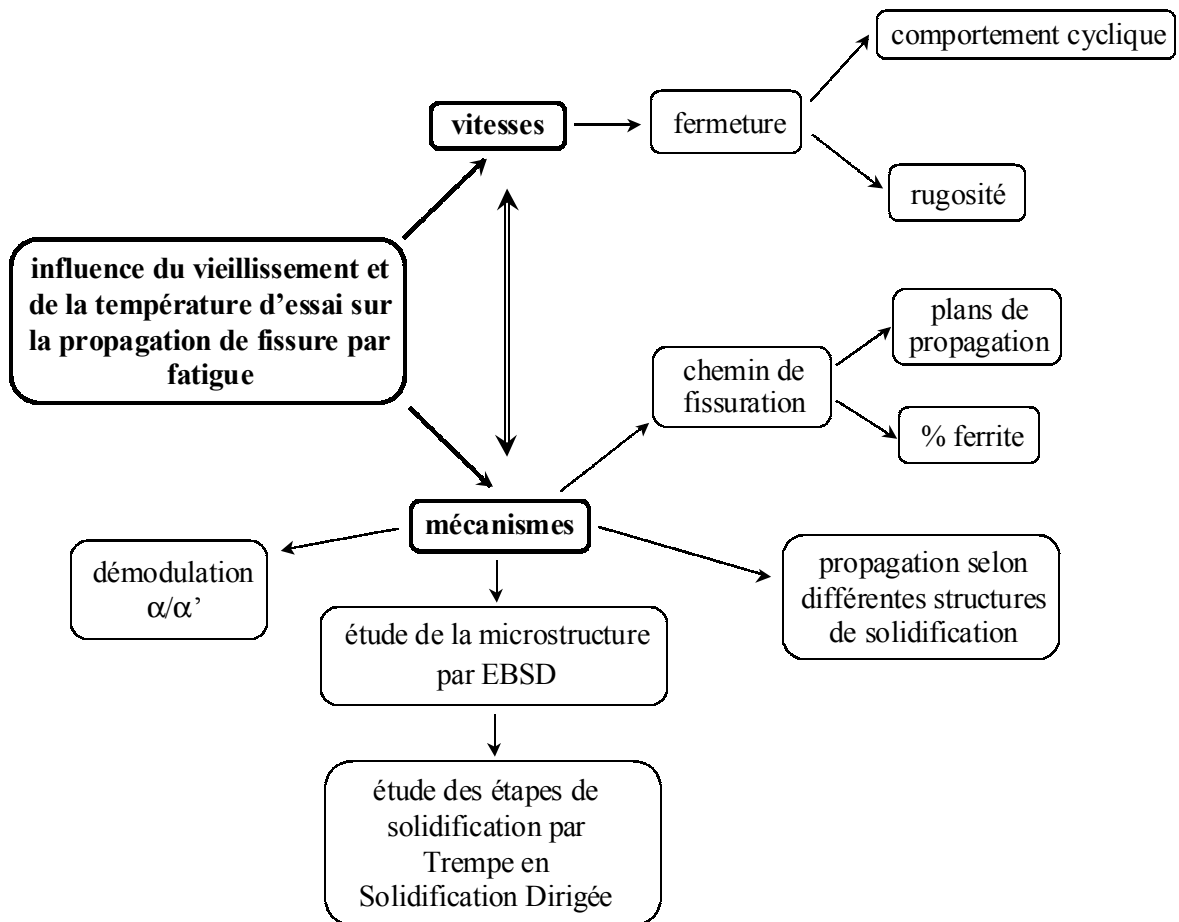 comportement cyclique
vitesses
fermeture
rugosité
influence du vieillissement et
de la température d’essai sur
la propagation de fissure par
fatigue
plans de
propagation
chemin de
fissuration
% ferrite
mécanismes
démodulation
α/α’
propagation selon
différentes structures
de solidification
étude de la microstructure
par EBSD
étude des étapes de
solidification par
Trempe en
Solidification Dirigée